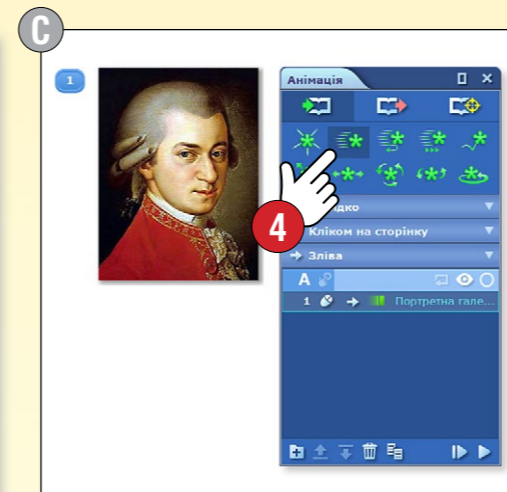 C
1
Анімація
4
Кліком на сторінку
Зліва
A
1 Портретна гале...